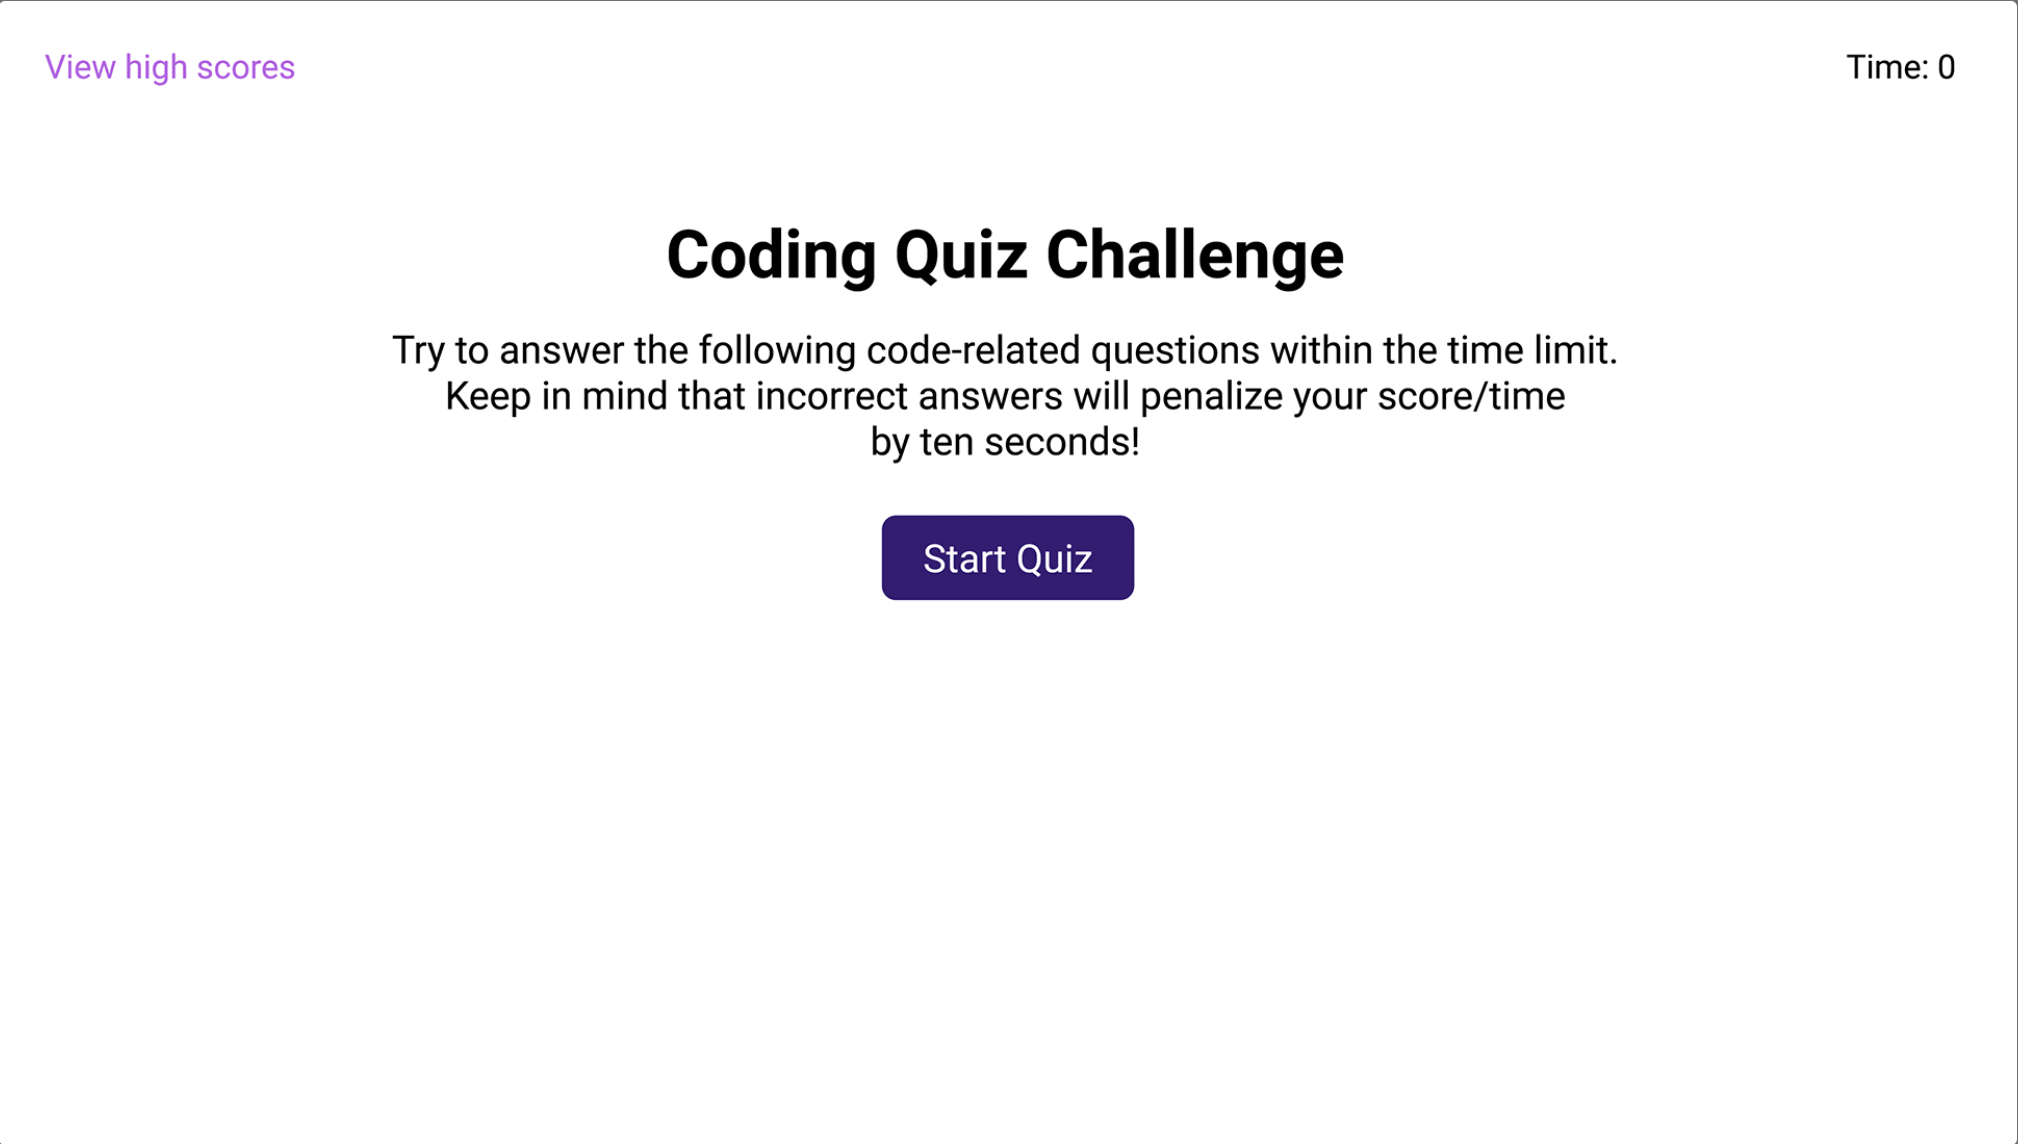 View high scores
Time: 0
Coding Quiz Challenge
Try to answer the following code-related questions within the time limit.
Keep in mind that incorrect answers will penalize your score/time
by ten seconds!
Start Quiz